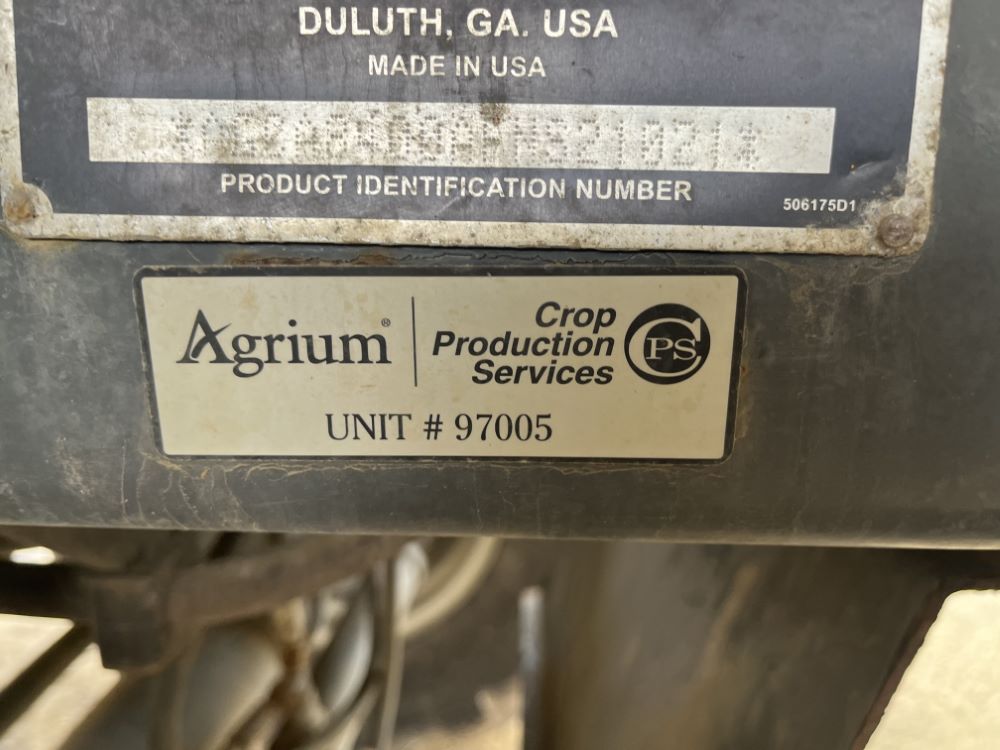 DULUTH, GA. USA
MADE IN USA
PRODUCT IDENTIFICATION NUMBER
506175D1
Agrium®
Crop
Production
Services
CPS
UNIT # 97005